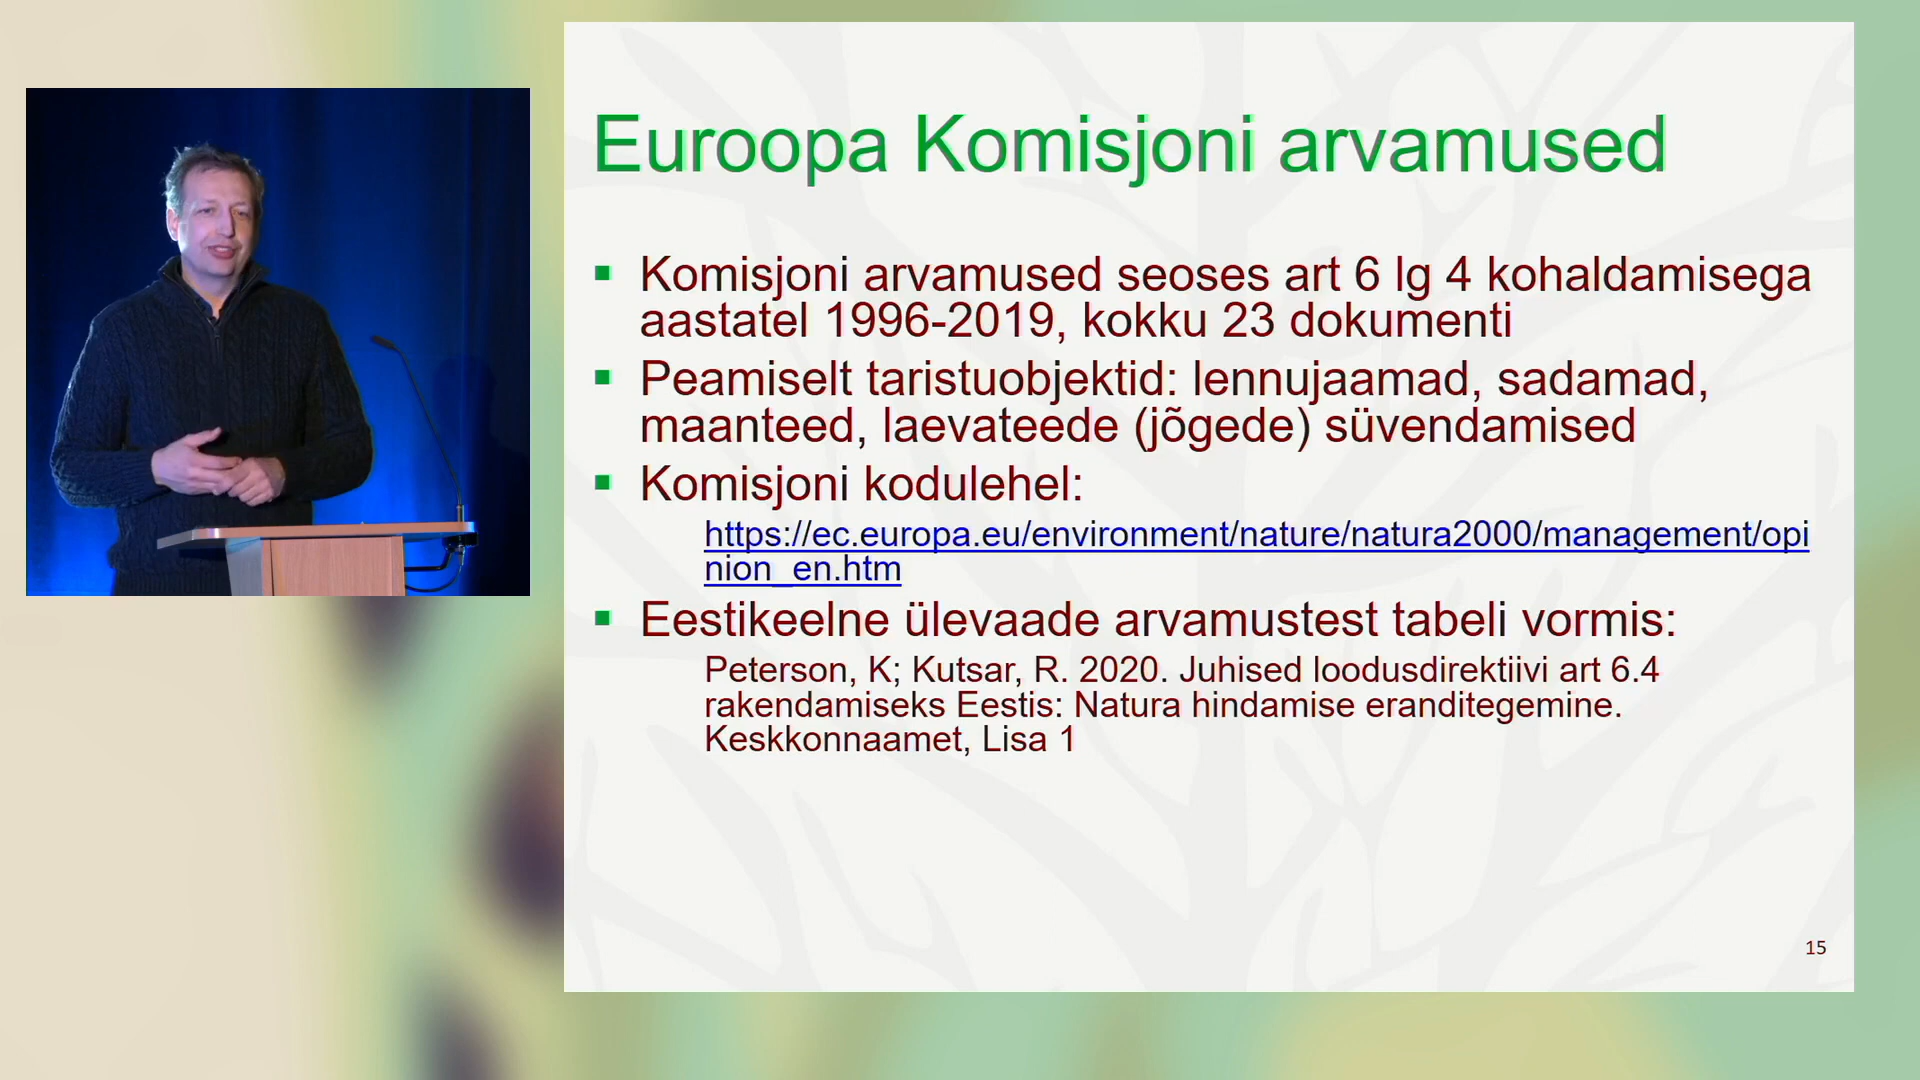 Euroopa Komisjoni arvamused
Komisjoni arvamused seoses art 6 lg 4 kohaldamisega
aastatel 1996-2019, kokku 23 dokumenti
Peamiselt taristuobjektid: lennujaamad, sadamad,
maanteed, laevateede (jõgede) süvendamised
Komisjoni kodulehel:
https://ec.europa.eu/environment/nature/natura2000/management/opi
nion_en.htm
Eestikeelne ülevaade arvamustest tabeli vormis:
Peterson, K; Kutsar, R. 2020. Juhised loodusdirektiivi art 6.4
rakendamiseks Eestis: Natura hindamise eranditegemine.
Keskkonnaamet, Lisa 1
15